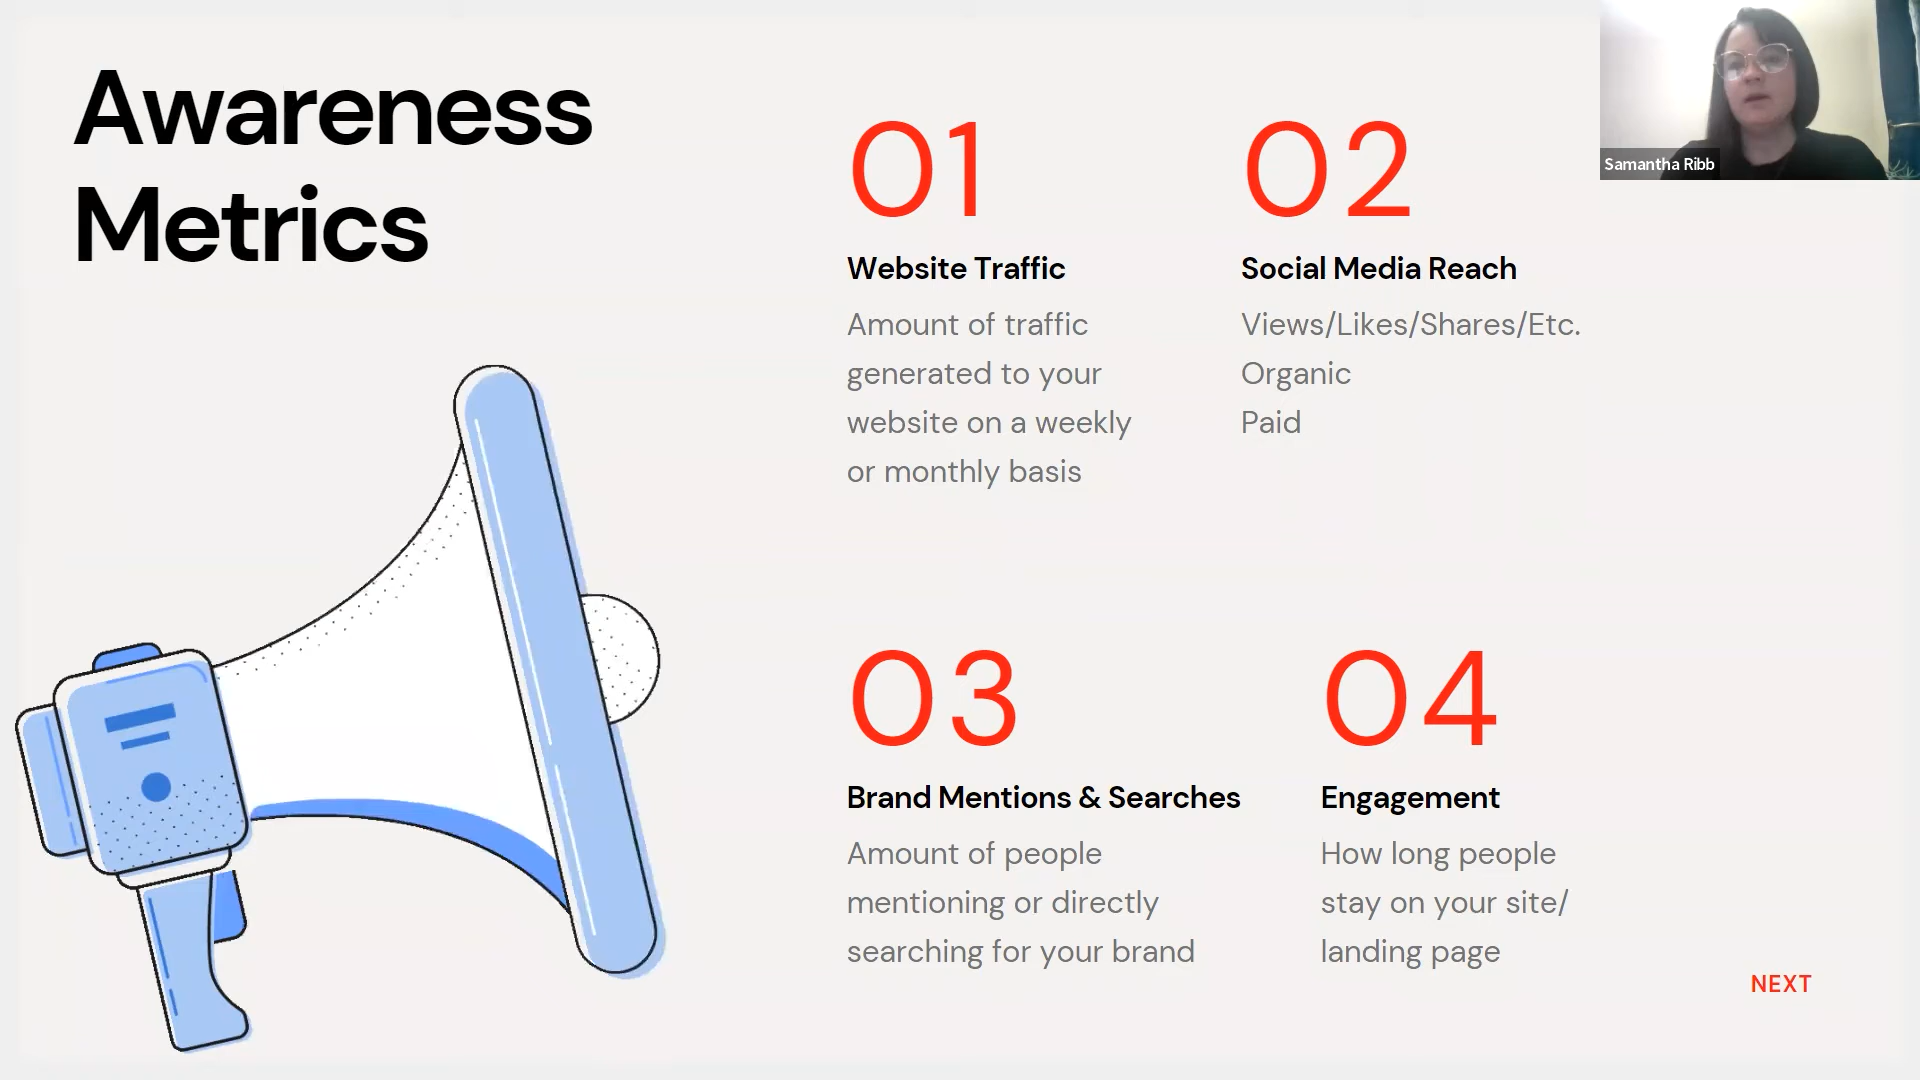 Awareness
Metrics
01
Website Traffic
Amount of traffic
generated to your
website on a weekly
or monthly basis
02
Social Media Reach
Views/Likes/Shares/Etc.
Organic
Paid
Samantha Ribb
03
Brand Mentions & Searches
Amount of people
mentioning or directly
searching for your brand
04
Engagement
How long people
stay on your site/
landing page
NEXT